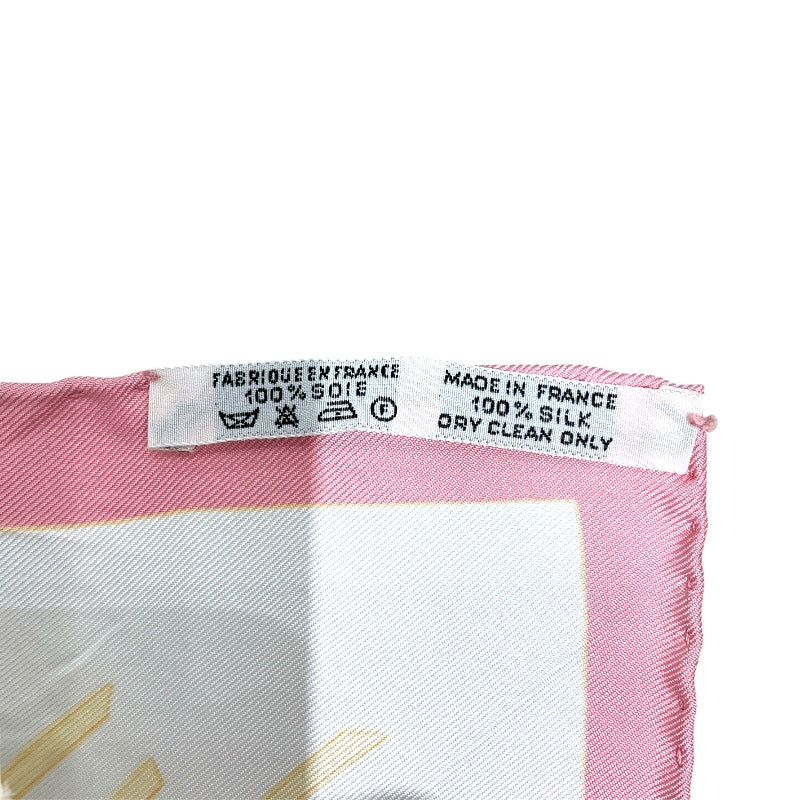 FABRIQUE EN FRANCE
100% SOIE
F
MADE IN FRANCE
100% SILK
DRY CLEAN ONLY